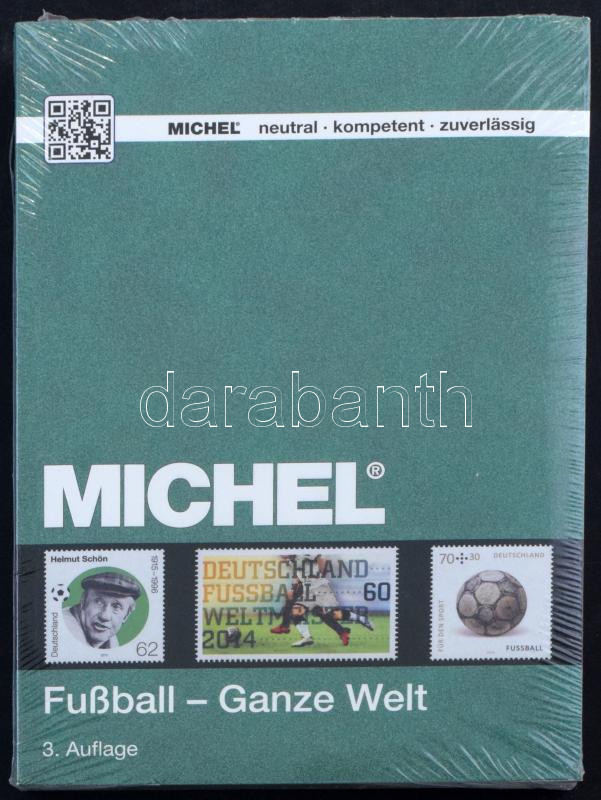 MICHEL® neutral · kompetent · zuverlässig
darabanth
MICHEL®
Helmut Schön
1915-1996
Deutschland
62
DEUTSCHLAND
FUSSBALL
WELTMEISTER
2014
60
70+30
DEUTSCHLAND
FÜR DEN SPORT
FUSSBALL
Fußball – Ganze Welt
3. Auflage